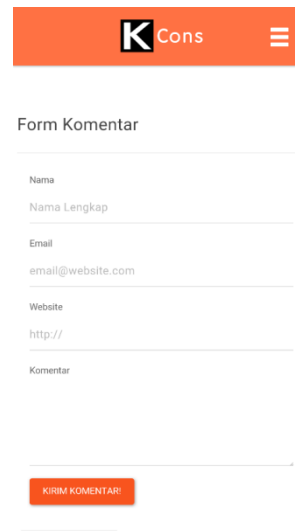 K Cons
Form Komentar
Nama
Nama Lengkap
Email
email@website.com
Website
http://
Komentar
KIRIM KOMENTAR!